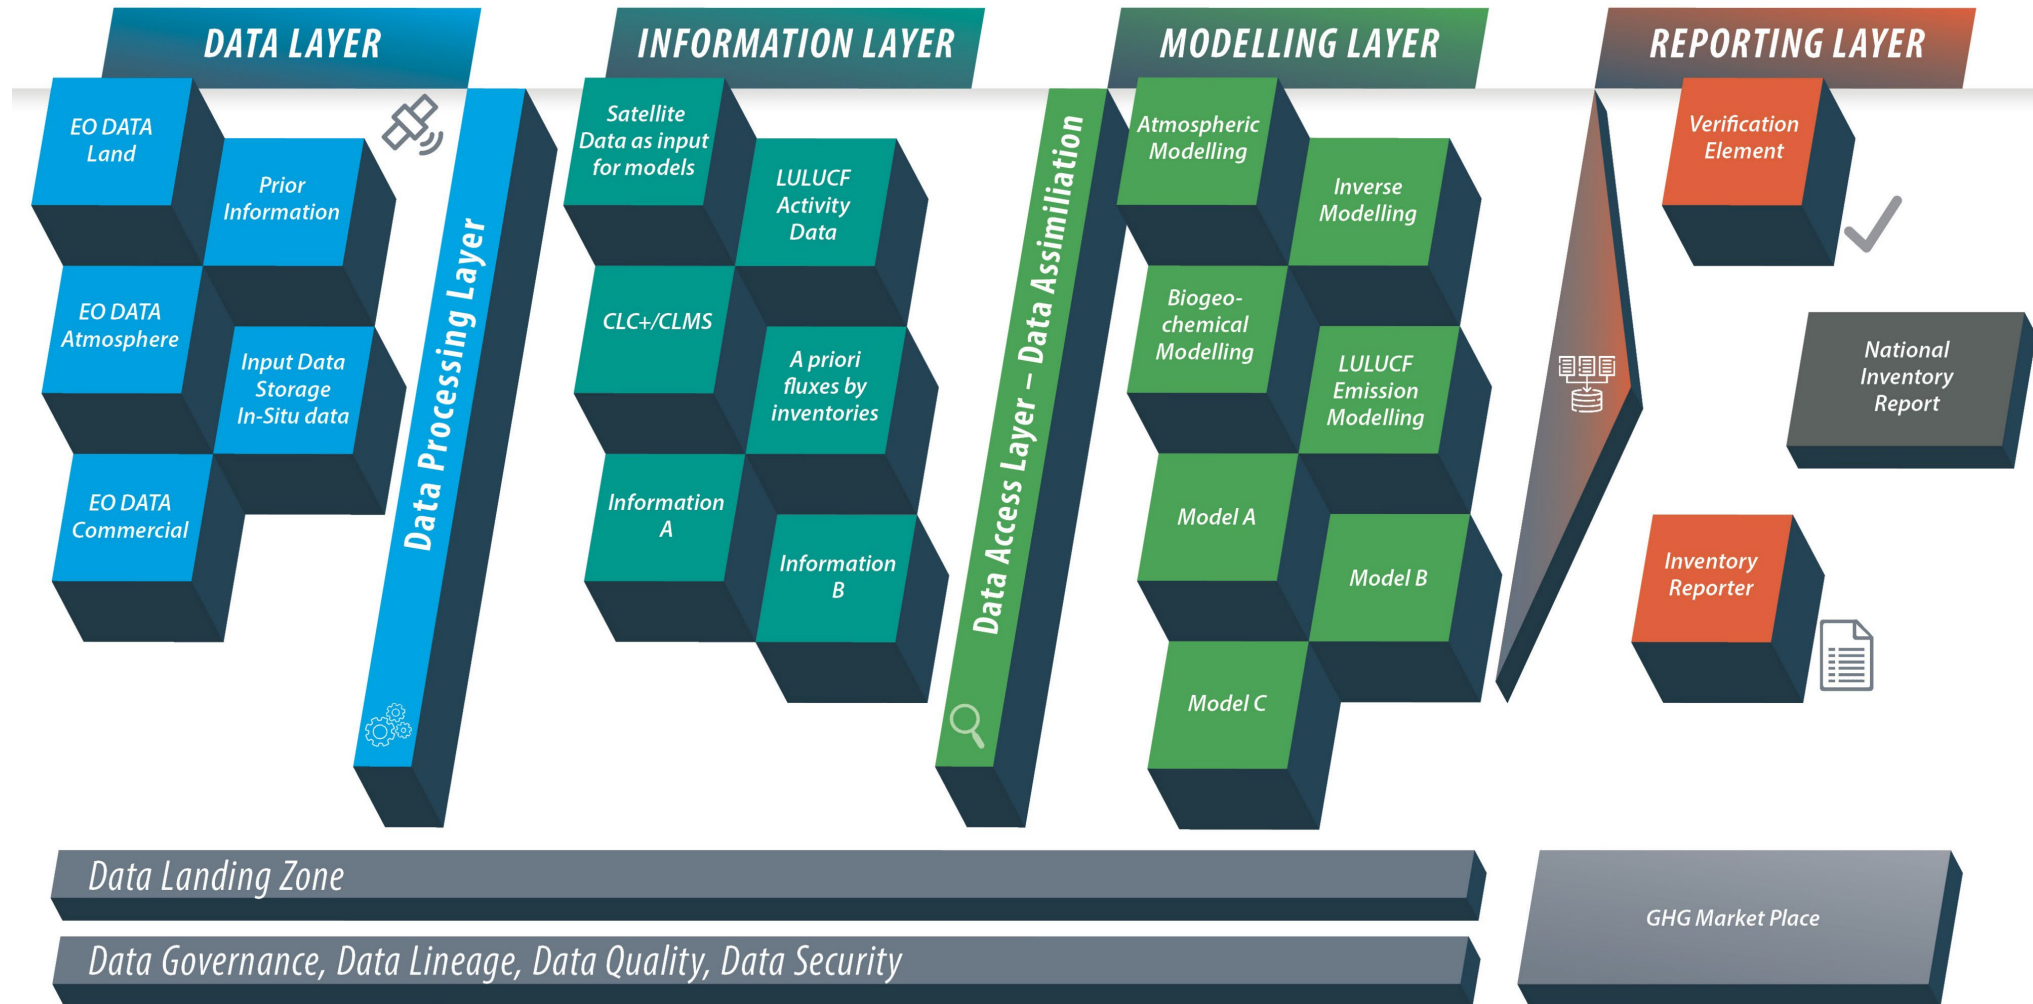 DATA LAYER
INFORMATION LAYER
MODELLING LAYER
REPORTING LAYER
EO DATA
Land
Prior
Information
EO DATA
Atmosphere
Input Data
Storage
In-Situ data
EO DATA
Commercial
Data Processing Layer
Satellite
Data as input
for models
LULUCF
Activity
Data
CLC+/CLMS
A priori
fluxes by
inventories
Information
A
Information
B
Data Access Layer – Data Assimiliation
Atmospheric
Modelling
Inverse
Modelling
Biogeo-
chemical
Modelling
LULUCF
Emission
Modelling
Model A
Model B
Model C
Verification
Element
National
Inventory
Report
Inventory
Reporter
Data Landing Zone
Data Governance, Data Lineage, Data Quality, Data Security
GHG Market Place